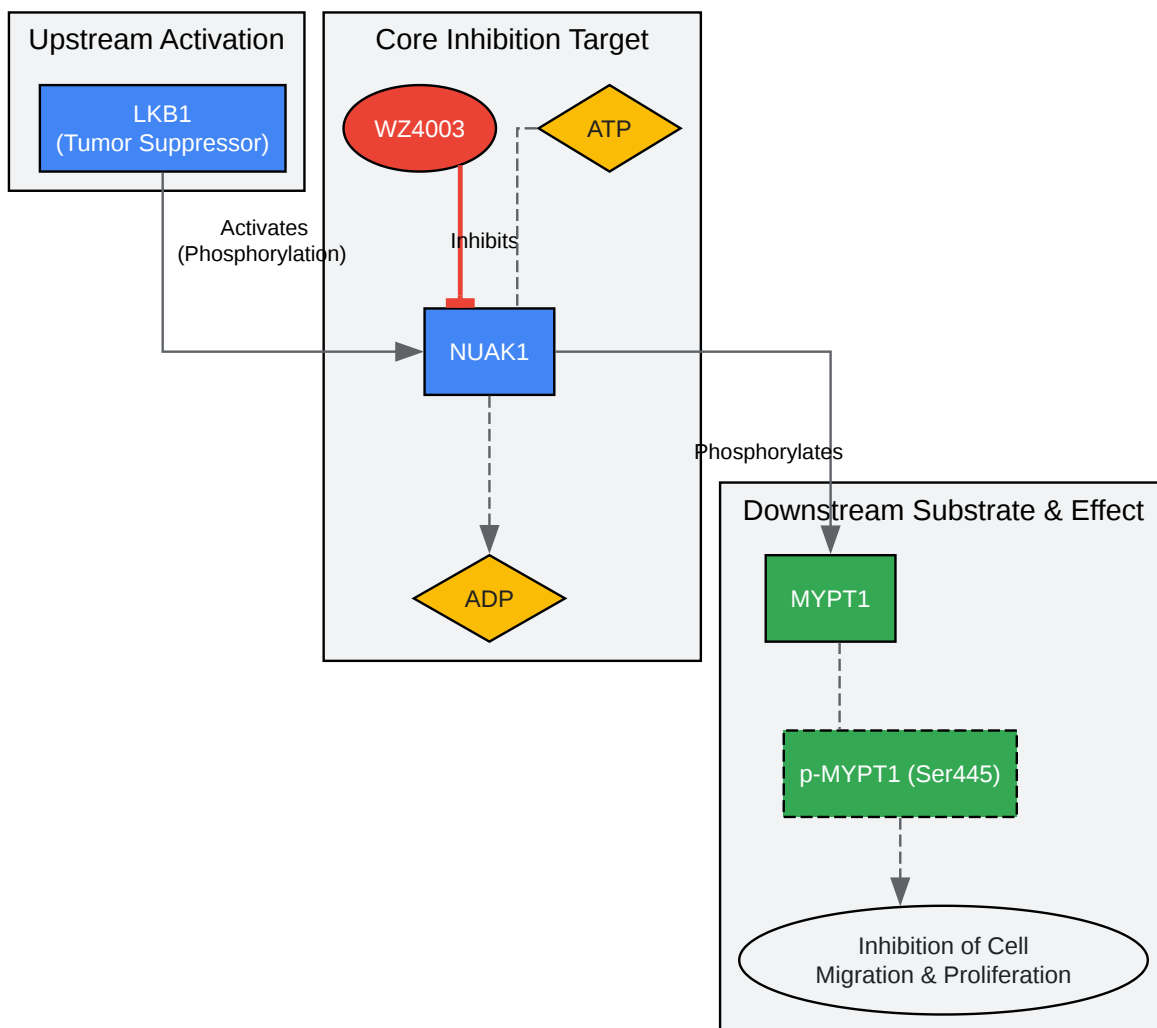 Upstream Activation
LKB1
(Tumor Suppressor)
Activates
(Phosphorylation)
Core Inhibition Target
WZ4003
ATP
Inhibits
NUAK1
ADP
Phosphorylates
Downstream Substrate & Effect
MYPT1
p-MYPT1 (Ser445)
Inhibition of Cell
Migration & Proliferation